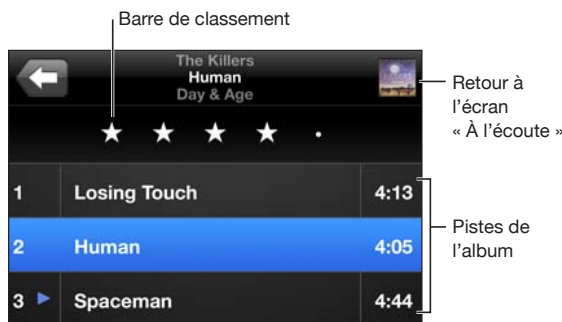 Barre de classement
The Killers
Human
Day & Age
Retour à
l'écran
« À l'écoute »
1 Losing Touch 4:13
2 Human 4:05
3 Spaceman 4:44
Pistes de
l'album